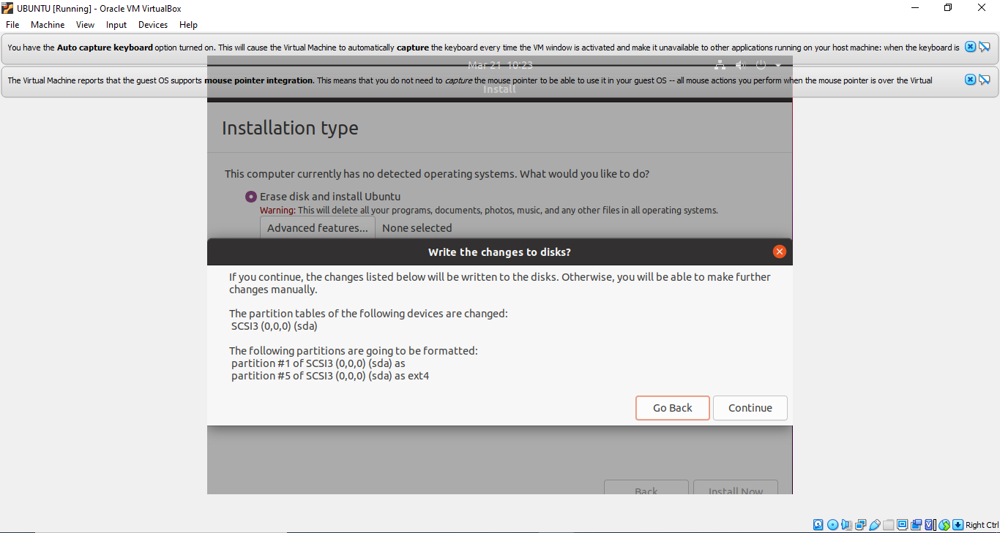 UBUNTU [Running] - Oracle VM VirtualBox
File Machine View Input Devices Help
You have the Auto capture keyboard option turned on. This will cause the Virtual Machine to automatically capture the keyboard every time the VM window is activated and make it unavailable to other applications running on your host machine: when the keyboard is
Mar 21 10:23
The Virtual Machine reports that the guest OS supports mouse pointer integration. This means that you do not need to capture the mouse pointer to be able to use it in your guest OS -- all mouse actions you perform when the mouse pointer is over the Virtual
Install
Installation type
This computer currently has no detected operating systems. What would you like to do?
Erase disk and install Ubuntu
Warning: This will delete all your programs, documents, photos, music, and any other files in all operating systems.
Advanced features... None selected
Write the changes to disks?
If you continue, the changes listed below will be written to the disks. Otherwise, you will be able to make further
changes manually.
The partition tables of the following devices are changed:
SCSI3 (0,0,0) (sda)
The following partitions are going to be formatted:
partition #1 of SCSI3 (0,0,0) (sda) as
partition #5 of SCSI3 (0,0,0) (sda) as ext4
Go Back Continue
Back Install Now
Right Ctrl